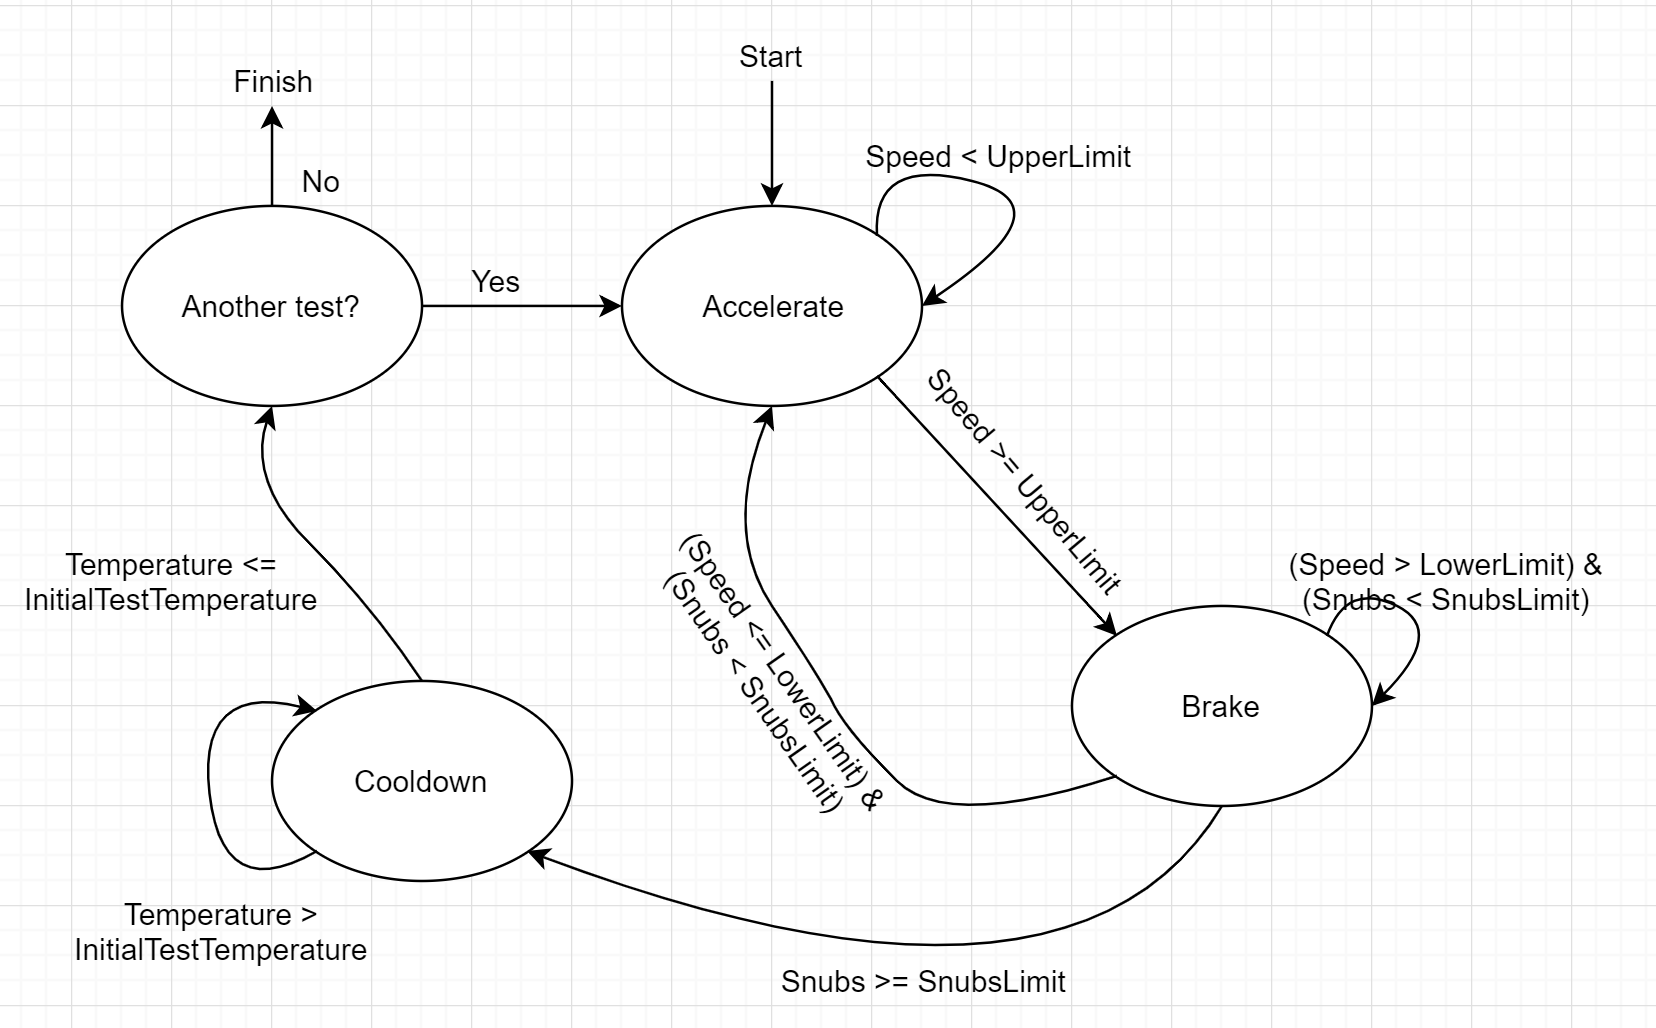 Start
Finish
Speed < UpperLimit
No
Yes
Another test?
Accelerate
Speed >= UpperLimit
(Speed <= LowerLimit) &
(Snubs < SnubsLimit)
Temperature <=
InitialTestTemperature
(Speed > LowerLimit) &
(Snubs < SnubsLimit)
Brake
Cooldown
Temperature >
InitialTestTemperature
Snubs >= SnubsLimit